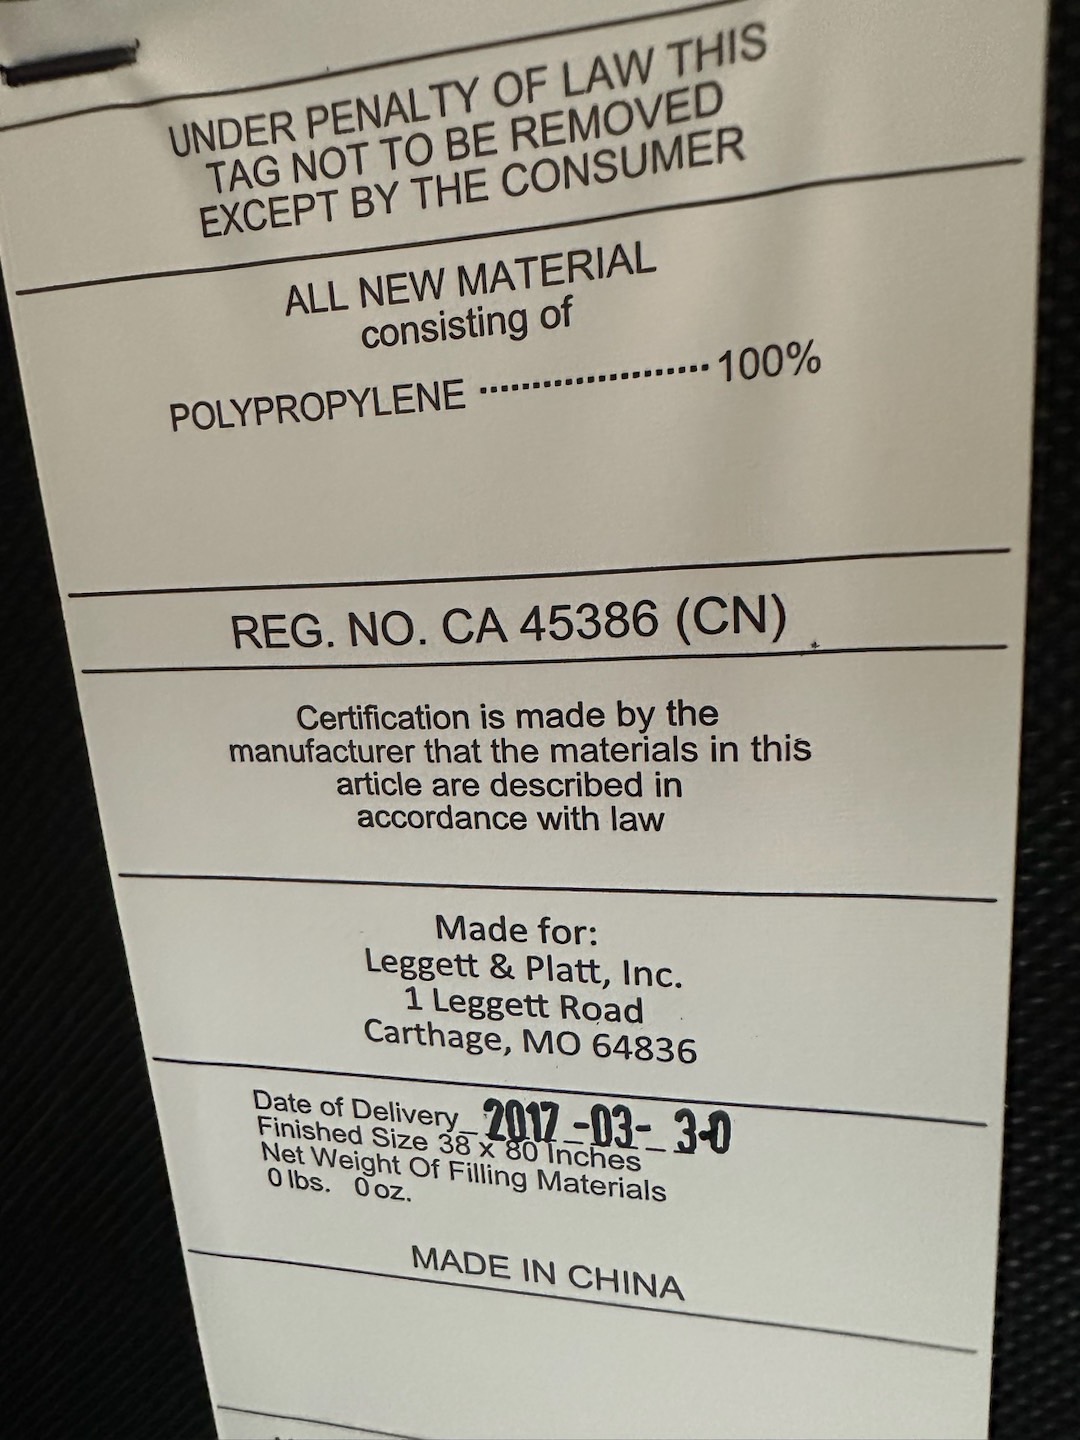 UNDER PENALTY OF LAW THIS
TAG NOT TO BE REMOVED
EXCEPT BY THE CONSUMER
ALL NEW MATERIAL
consisting of
POLYPROPYLENE ······················ 100%
REG. NO. CA 45386 (CN)
Certification is made by the
manufacturer that the materials in this
article are described in
accordance with law
Made for:
Leggett & Platt, Inc.
1 Leggett Road
Carthage, MO 64836
Date of Delivery_ 2017-03-30
Finished Size 38 x 80 Inches
Net Weight Of Filling Materials
0 lbs. 0 oz.
MADE IN CHINA